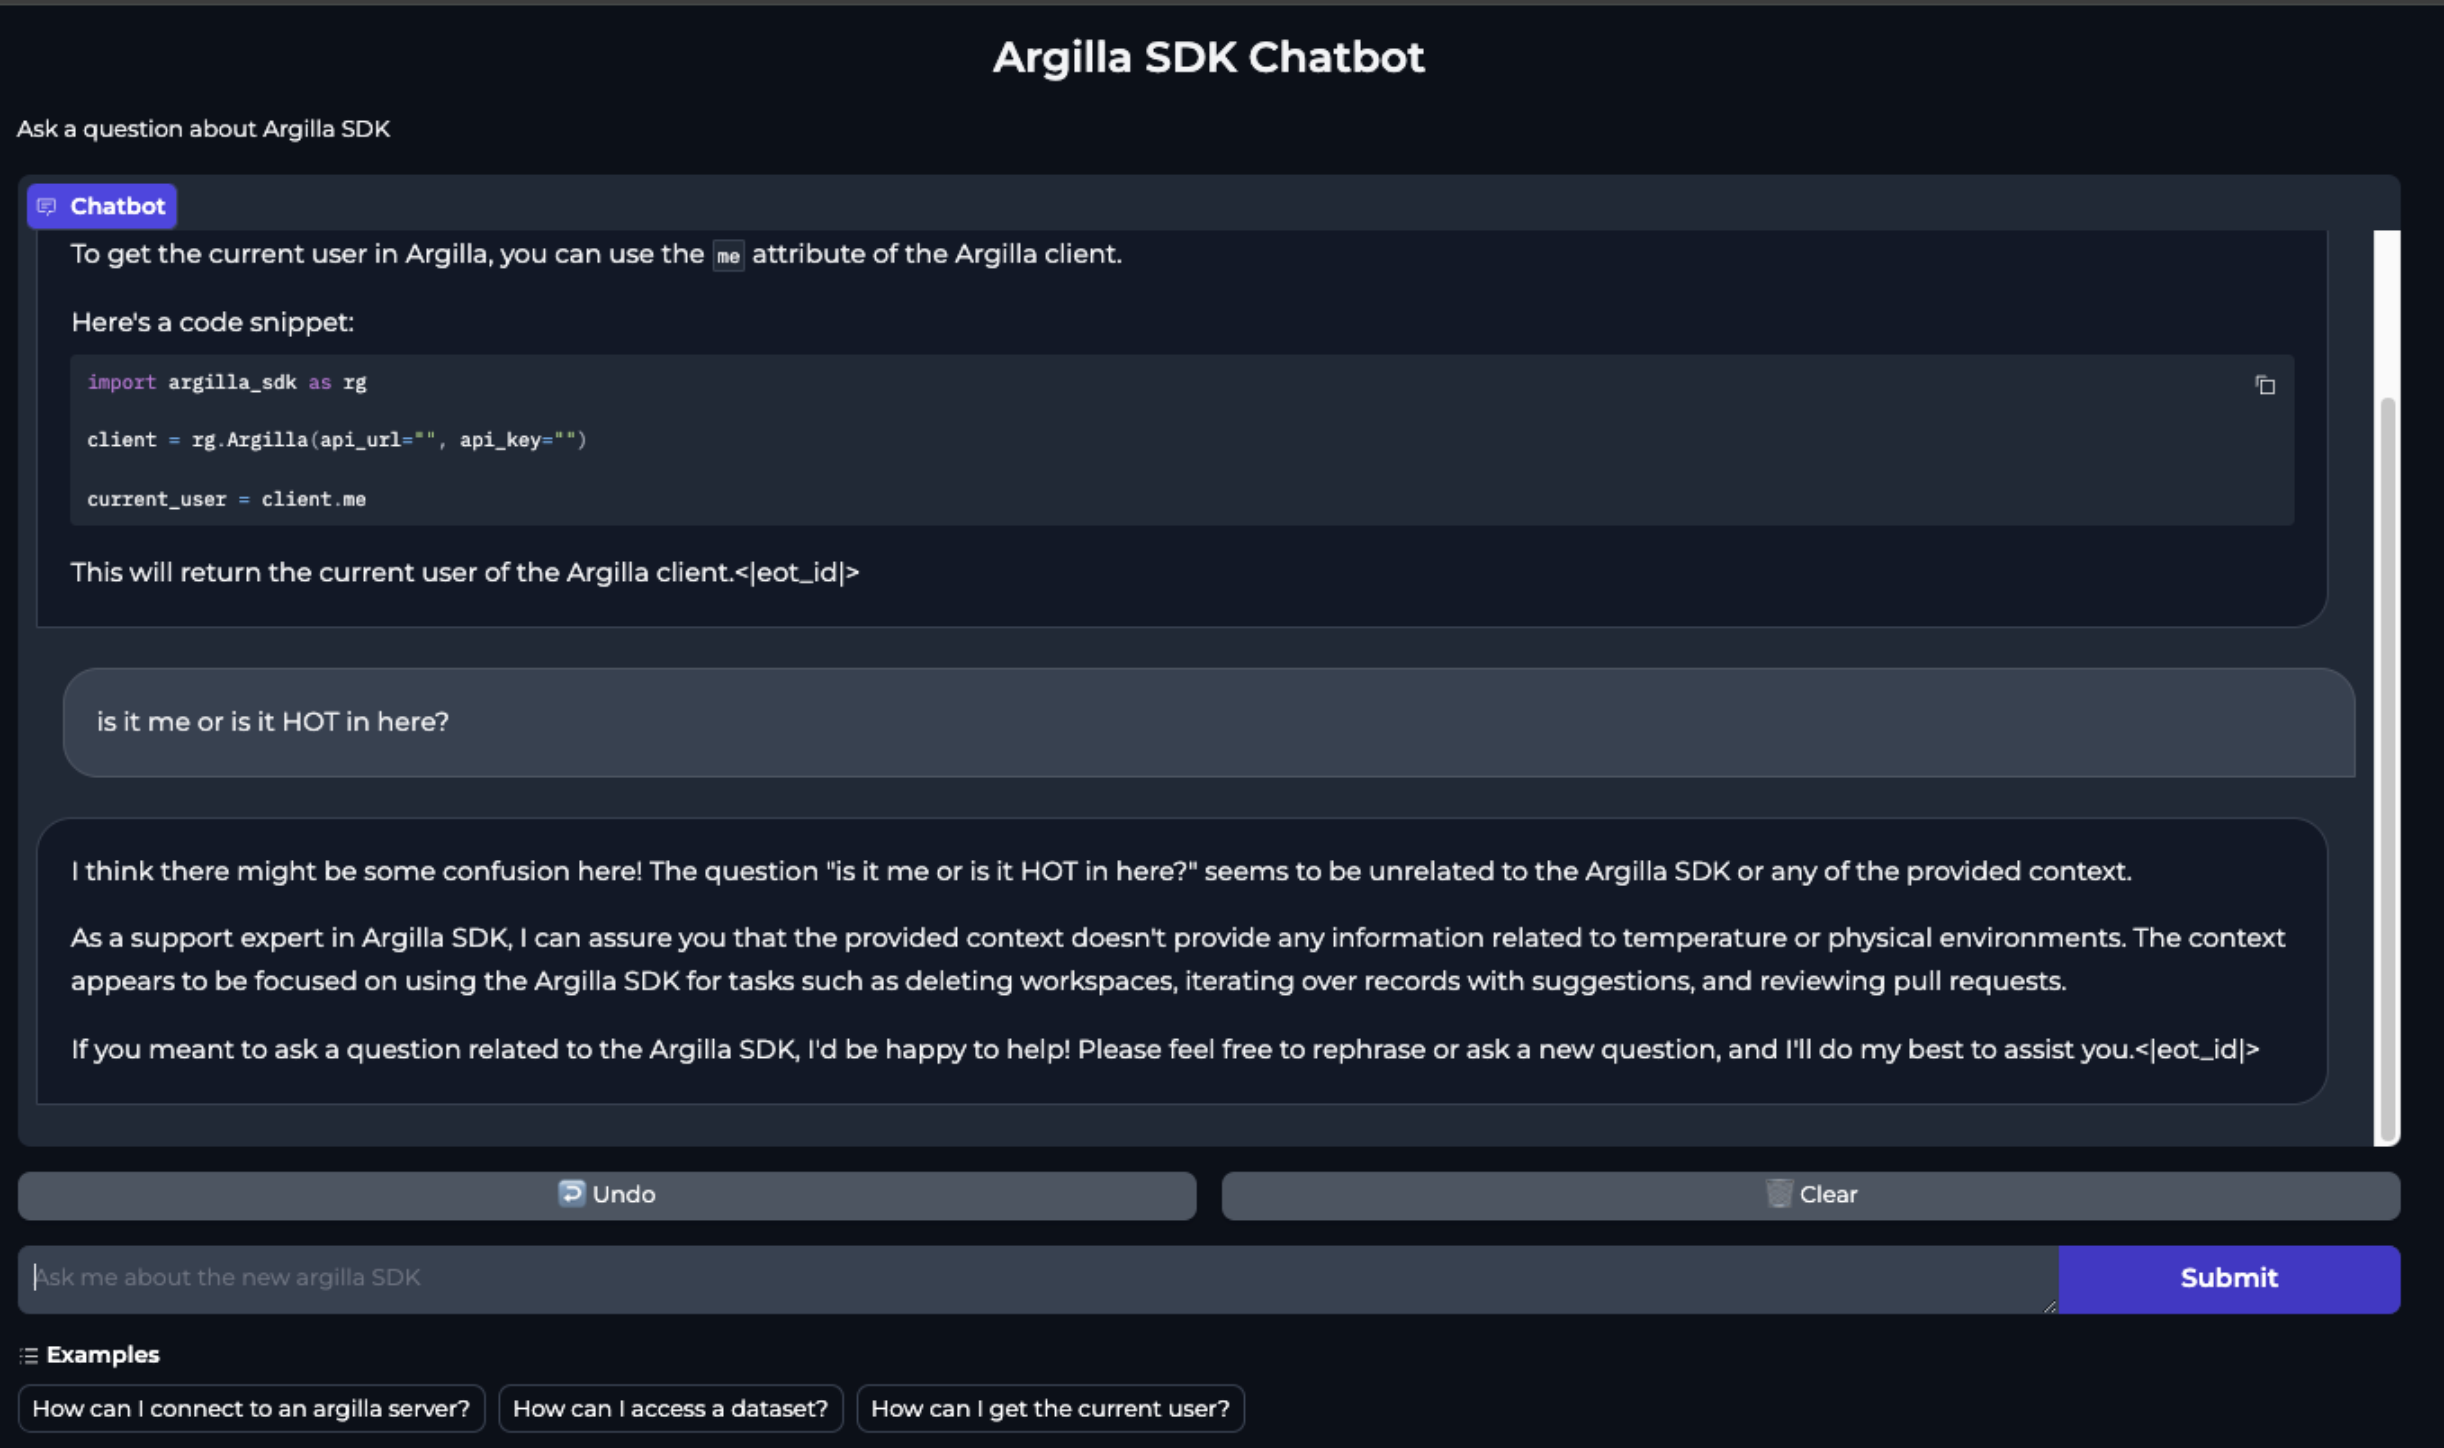 Argilla SDK Chatbot
Ask a question about Argilla SDK
Chatbot
To get the current user in Argilla, you can use the me attribute of the Argilla client.
Here's a code snippet:
import argilla_sdk as rg
client = rg.Argilla(api_url="", api_key="")
current_user = client.me
This will return the current user of the Argilla client.<|eot_id|>
is it me or is it HOT in here?
I think there might be some confusion here! The question "is it me or is it HOT in here?" seems to be unrelated to the Argilla SDK or any of the provided context.
As a support expert in Argilla SDK, I can assure you that the provided context doesn't provide any information related to temperature or physical environments. The context
appears to be focused on using the Argilla SDK for tasks such as deleting workspaces, iterating over records with suggestions, and reviewing pull requests.
If you meant to ask a question related to the Argilla SDK, I'd be happy to help! Please feel free to rephrase or ask a new question, and I'll do my best to assist you.<|eot_id|>
Undo
Clear
Ask me about the new argilla SDK
Submit
Examples
How can I connect to an argilla server?
How can I access a dataset?
How can I get the current user?